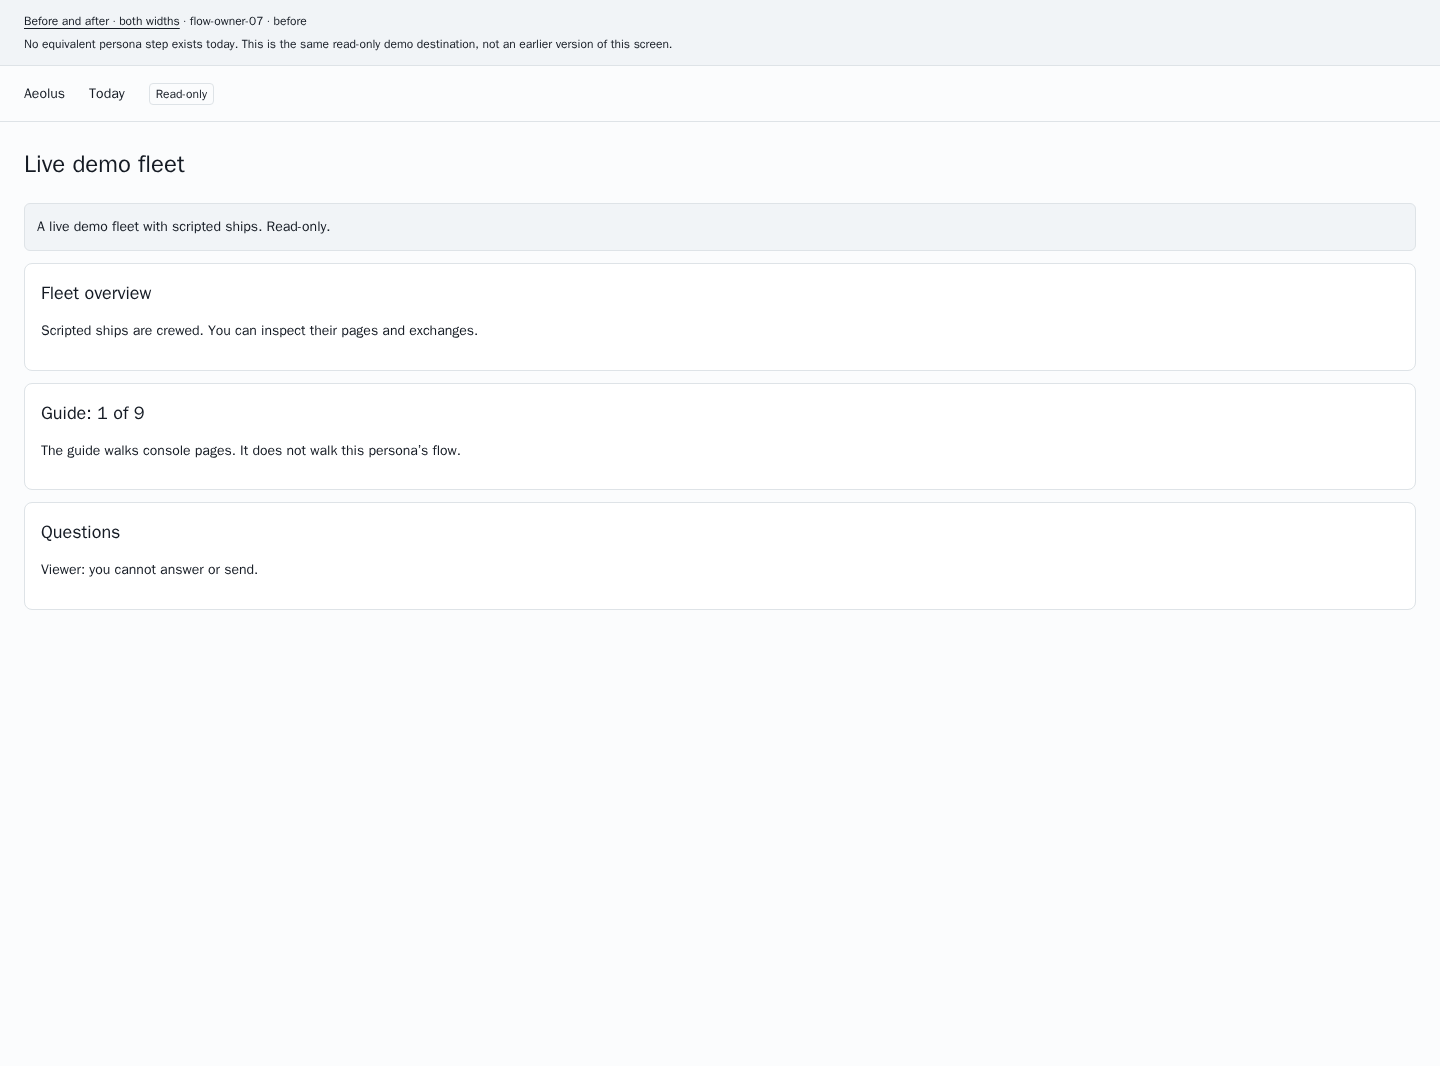 Before and after · both widths · flow-owner-07 · before
No equivalent persona step exists today. This is the same read-only demo destination, not an earlier version of this screen.
Aeolus Today Read-only
Live demo fleet
A live demo fleet with scripted ships. Read-only.
Fleet overview
Scripted ships are crewed. You can inspect their pages and exchanges.
Guide: 1 of 9
The guide walks console pages. It does not walk this persona's flow.
Questions
Viewer: you cannot answer or send.